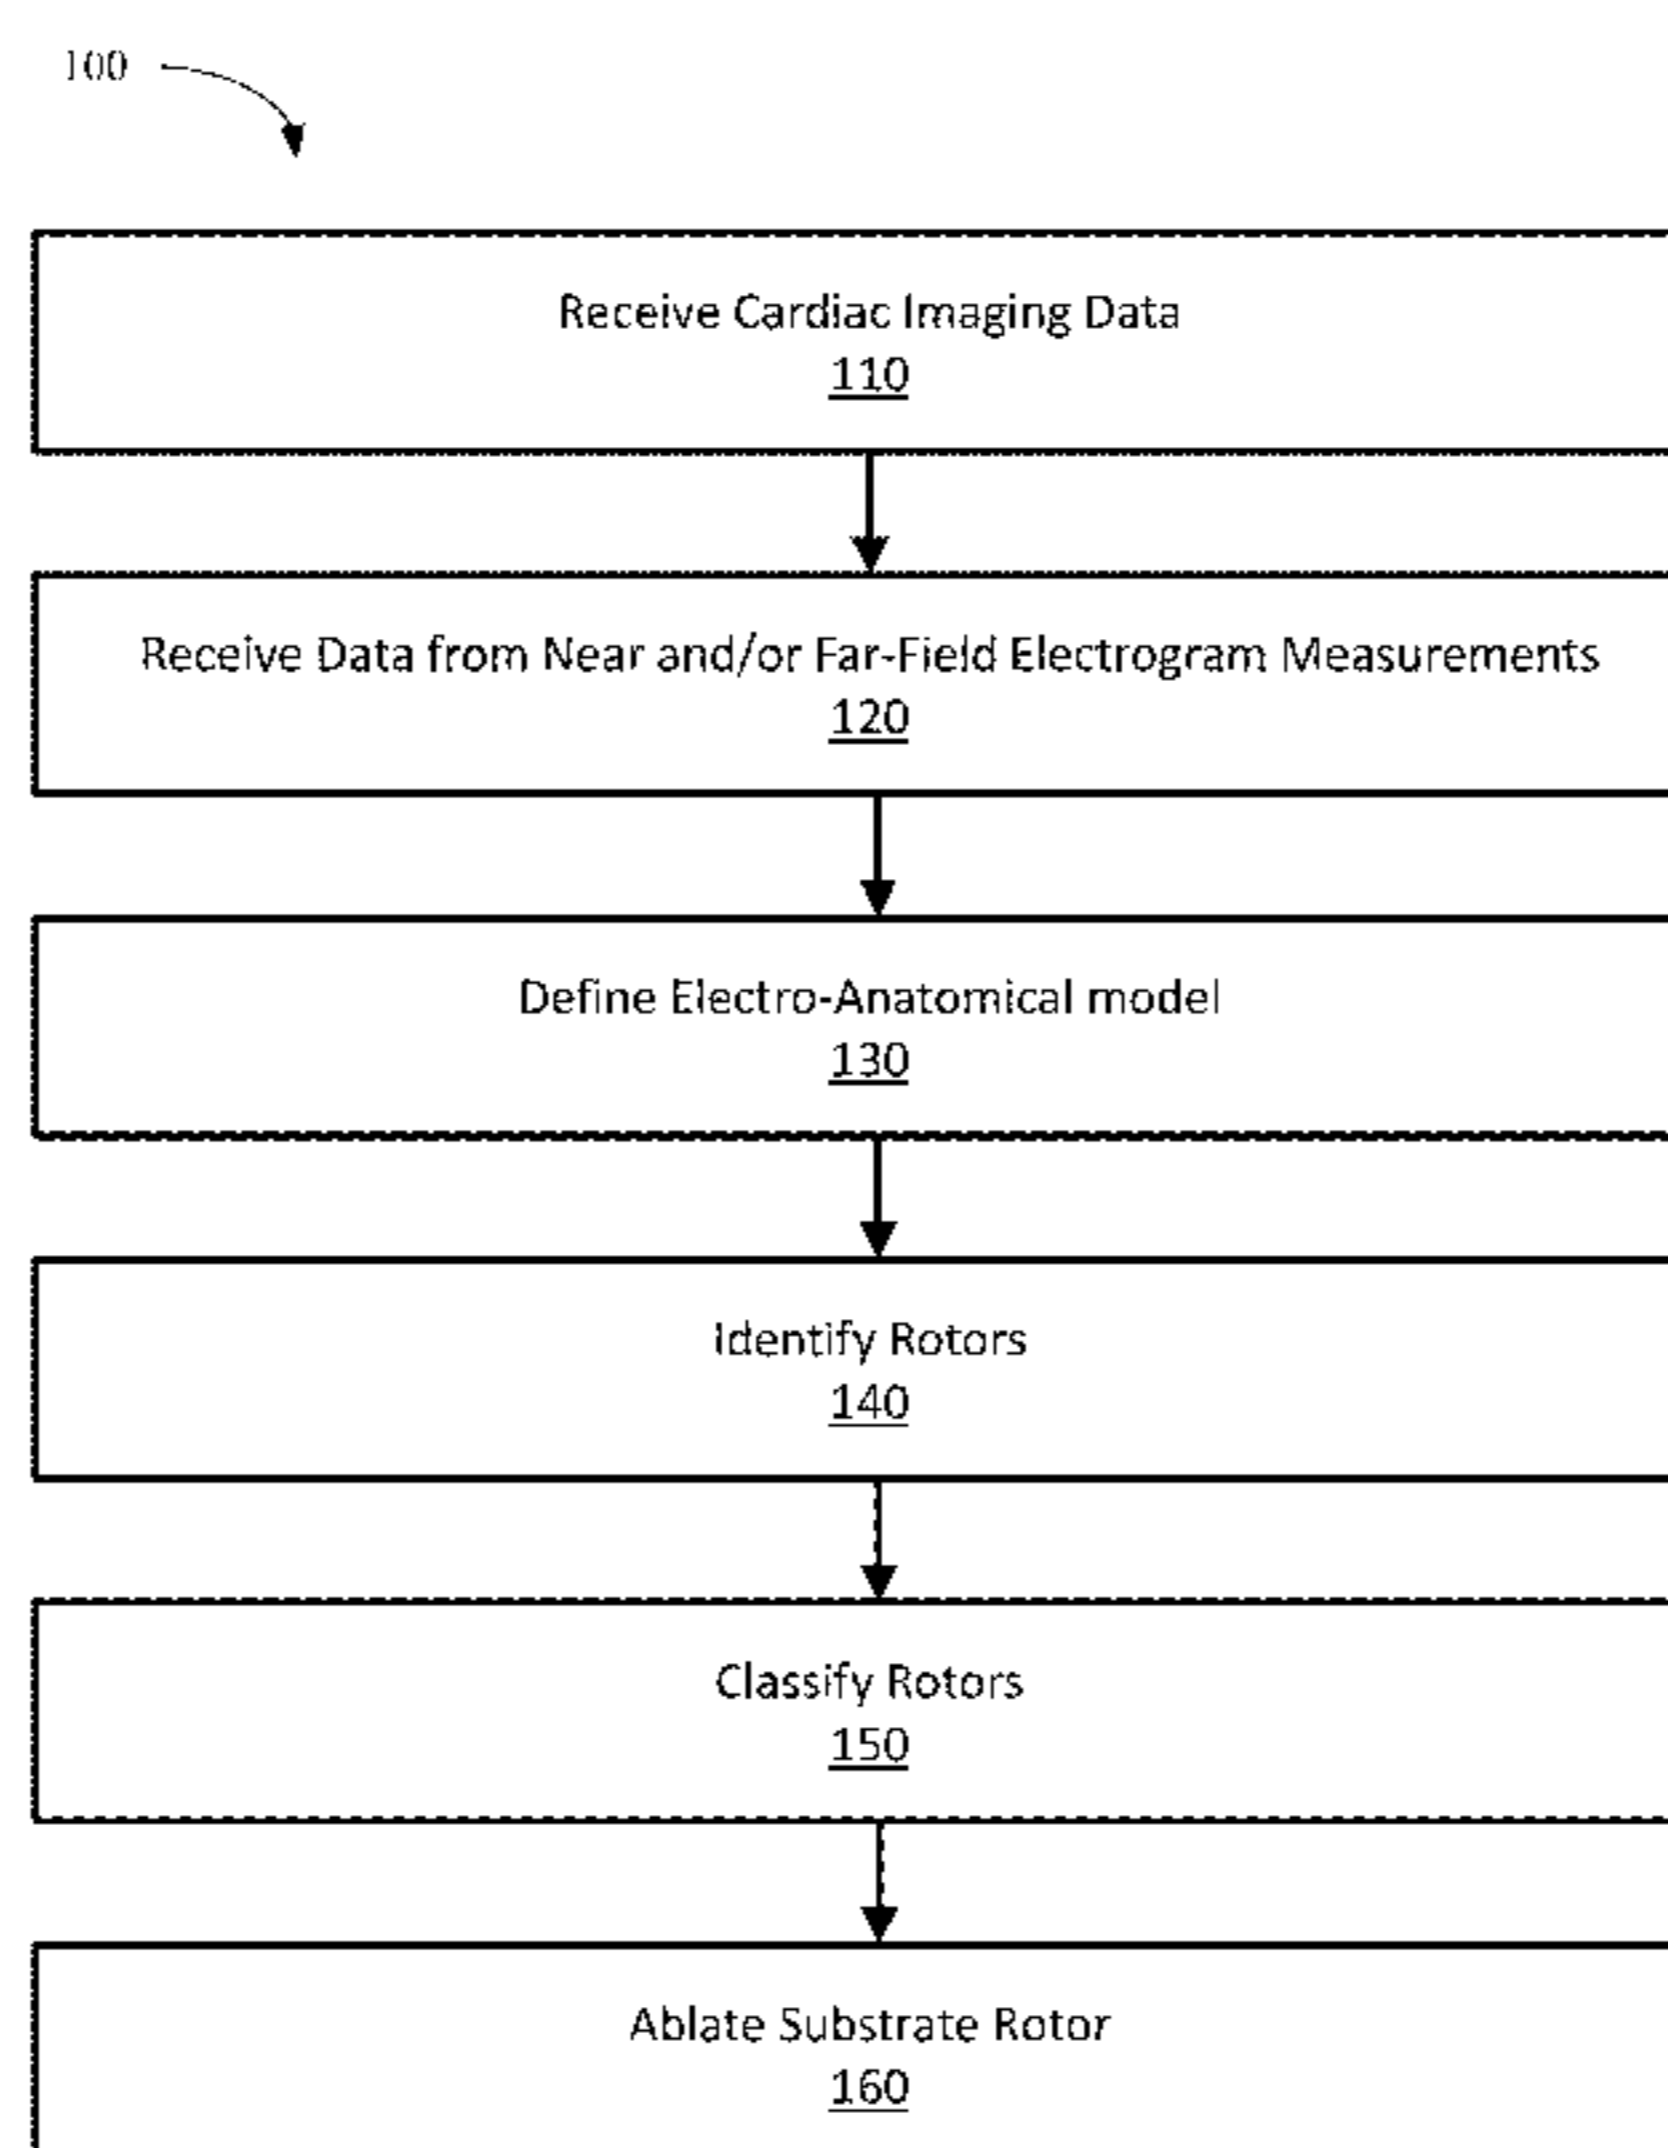 100
Receive Cardiac Imaging Data
110
Receive Data from Near and/or Far-Field Electrogram Measurements
120
Define Electro-Anatomical model
130
Identify Rotors
140
Classify Rotors
150
Ablate Substrate Rotor
160